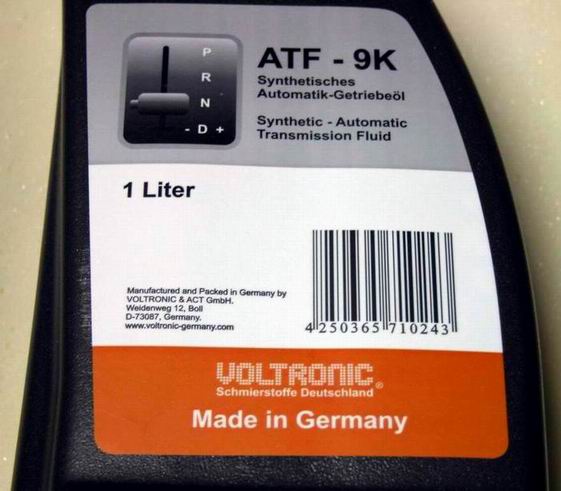 P
R
N
- D +
ATF - 9K
Synthetisches
Automatik-Getriebeöl
Synthetic - Automatic
Transmission Fluid
1 Liter
Manufactured and Packed in Germany by
VOLTRONIC & ACT GmbH.
Weidenweg 12, Boll
D-73087, Germany.
www.voltronic-germany.com
4 250365 710243
VOLTRONIC®
Schmierstoffe Deutschland
Made in Germany